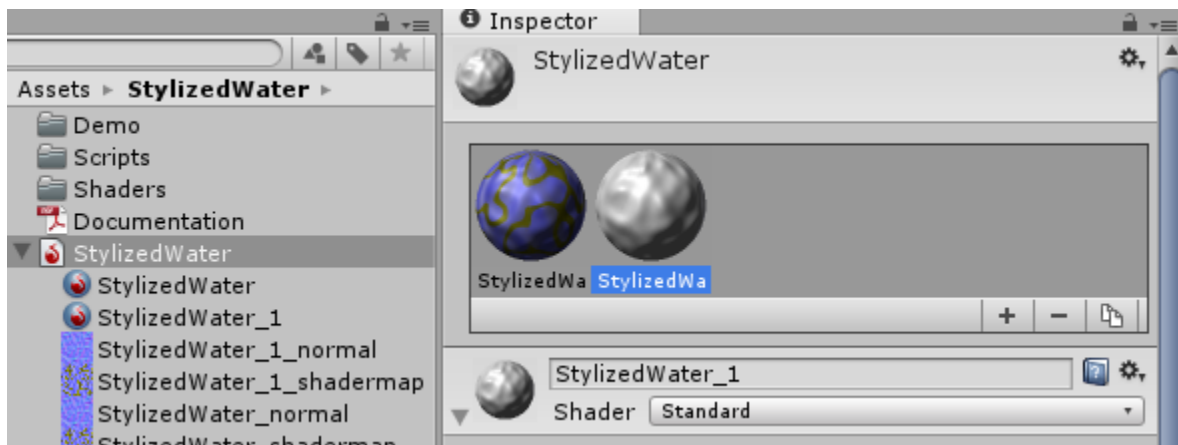 Inspector
StylizedWater
Assets ▸ StylizedWater ▸
Demo
Scripts
Shaders
Documentation
StylizedWater
StylizedWater
StylizedWater_1
StylizedWater_1_normal
StylizedWater_1_shadermap
StylizedWater_normal
StylizedWater_shadermap
StylizedWa StylizedWa
StylizedWater_1
Shader Standard